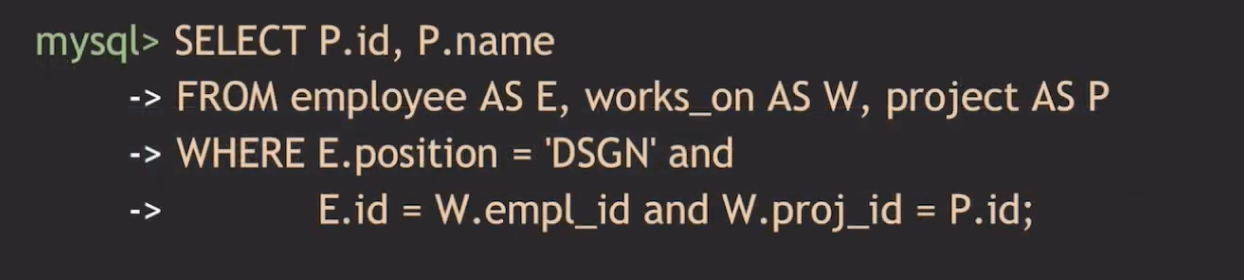 mysql> SELECT P.id, P.name
-> FROM employee AS E, works_on AS W, project AS P
-> WHERE E.position = 'DSGN' and
-> E.id = W.empl_id and W.proj_id = P.id;